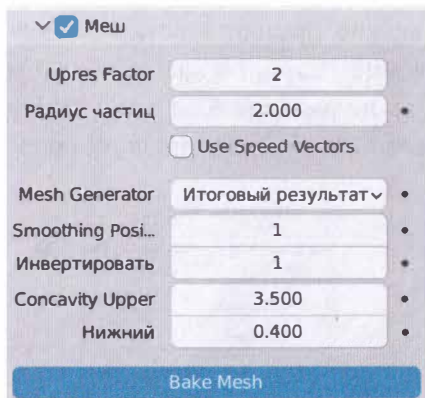 Меш
Upres Factor 2
Радиус частиц 2.000
Use Speed Vectors
Mesh Generator Итоговый результат
Smoothing Posi... 1
Инвертировать 1
Concavity Upper 3.500
Нижний 0.400
Bake Mesh